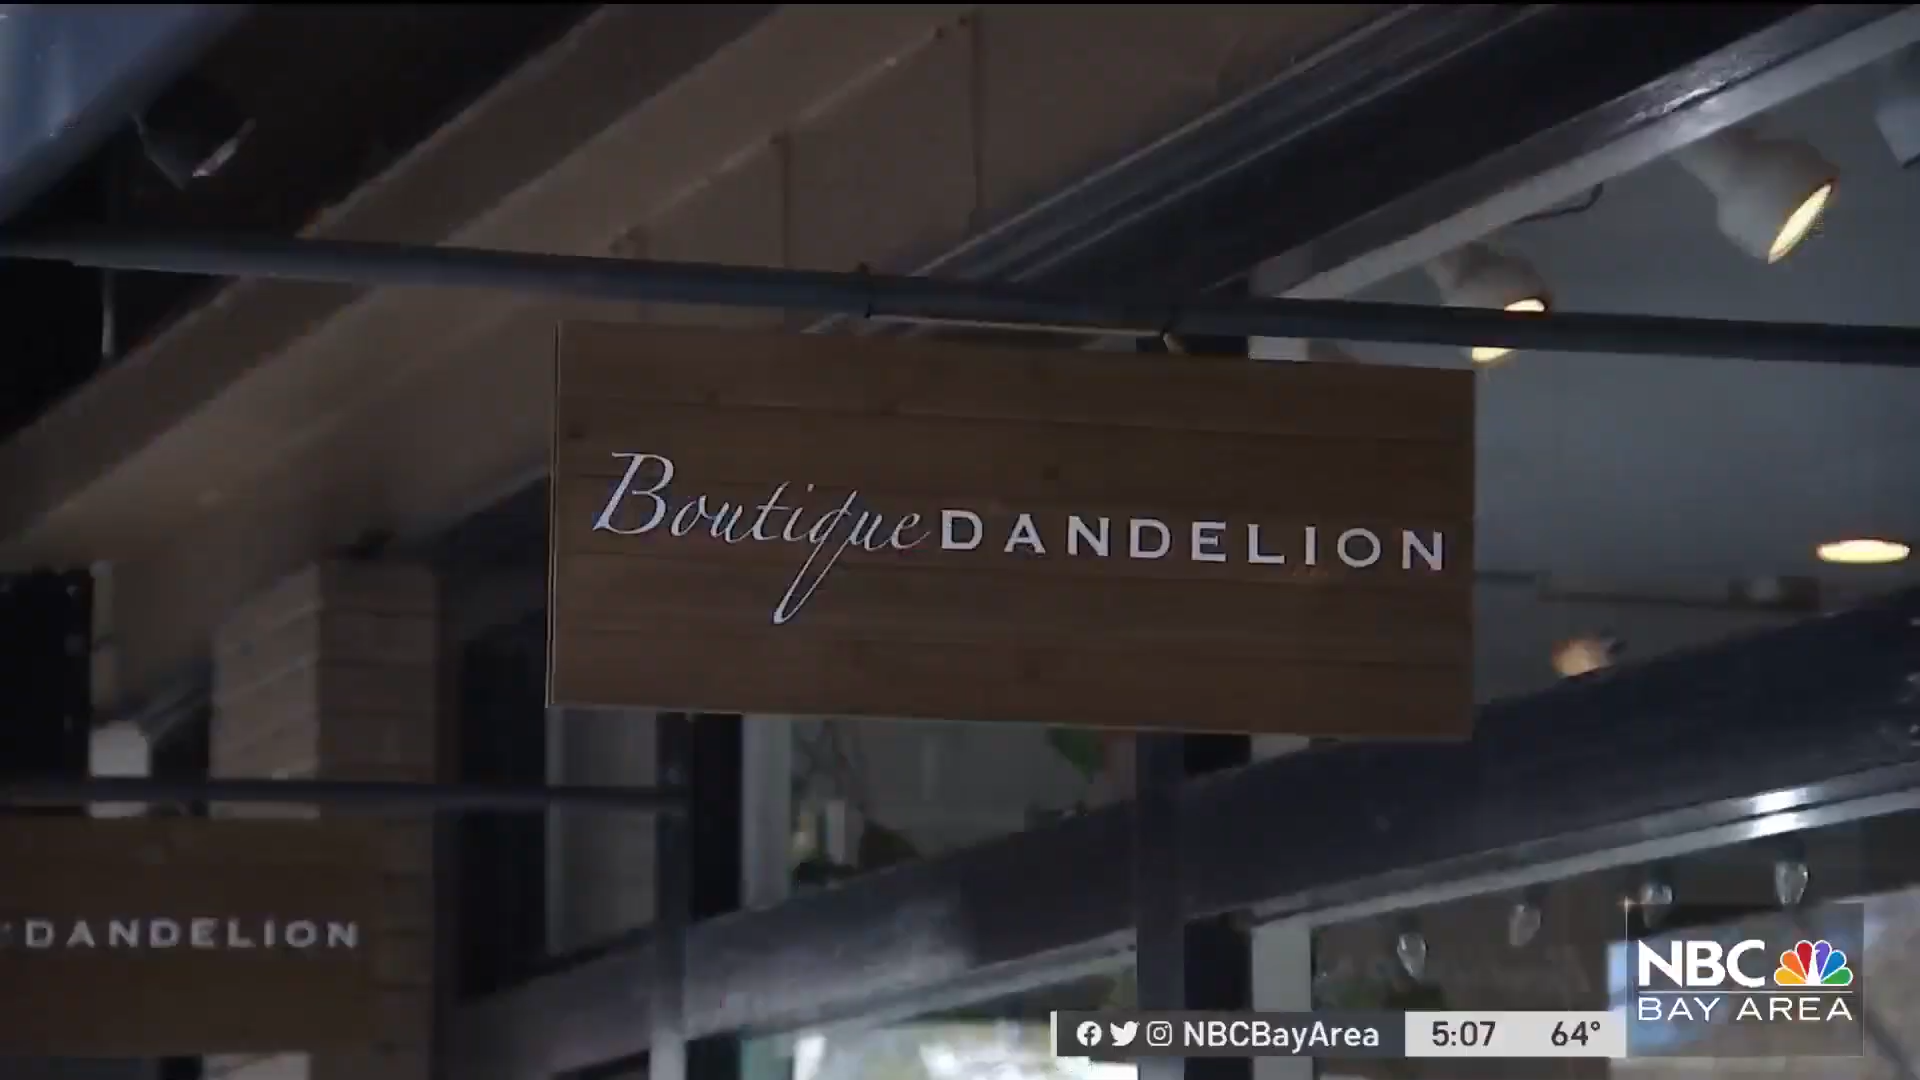 Boutique DANDELION
DANDELION
NBC
BAY AREA
NBCBayArea 5:07 64°